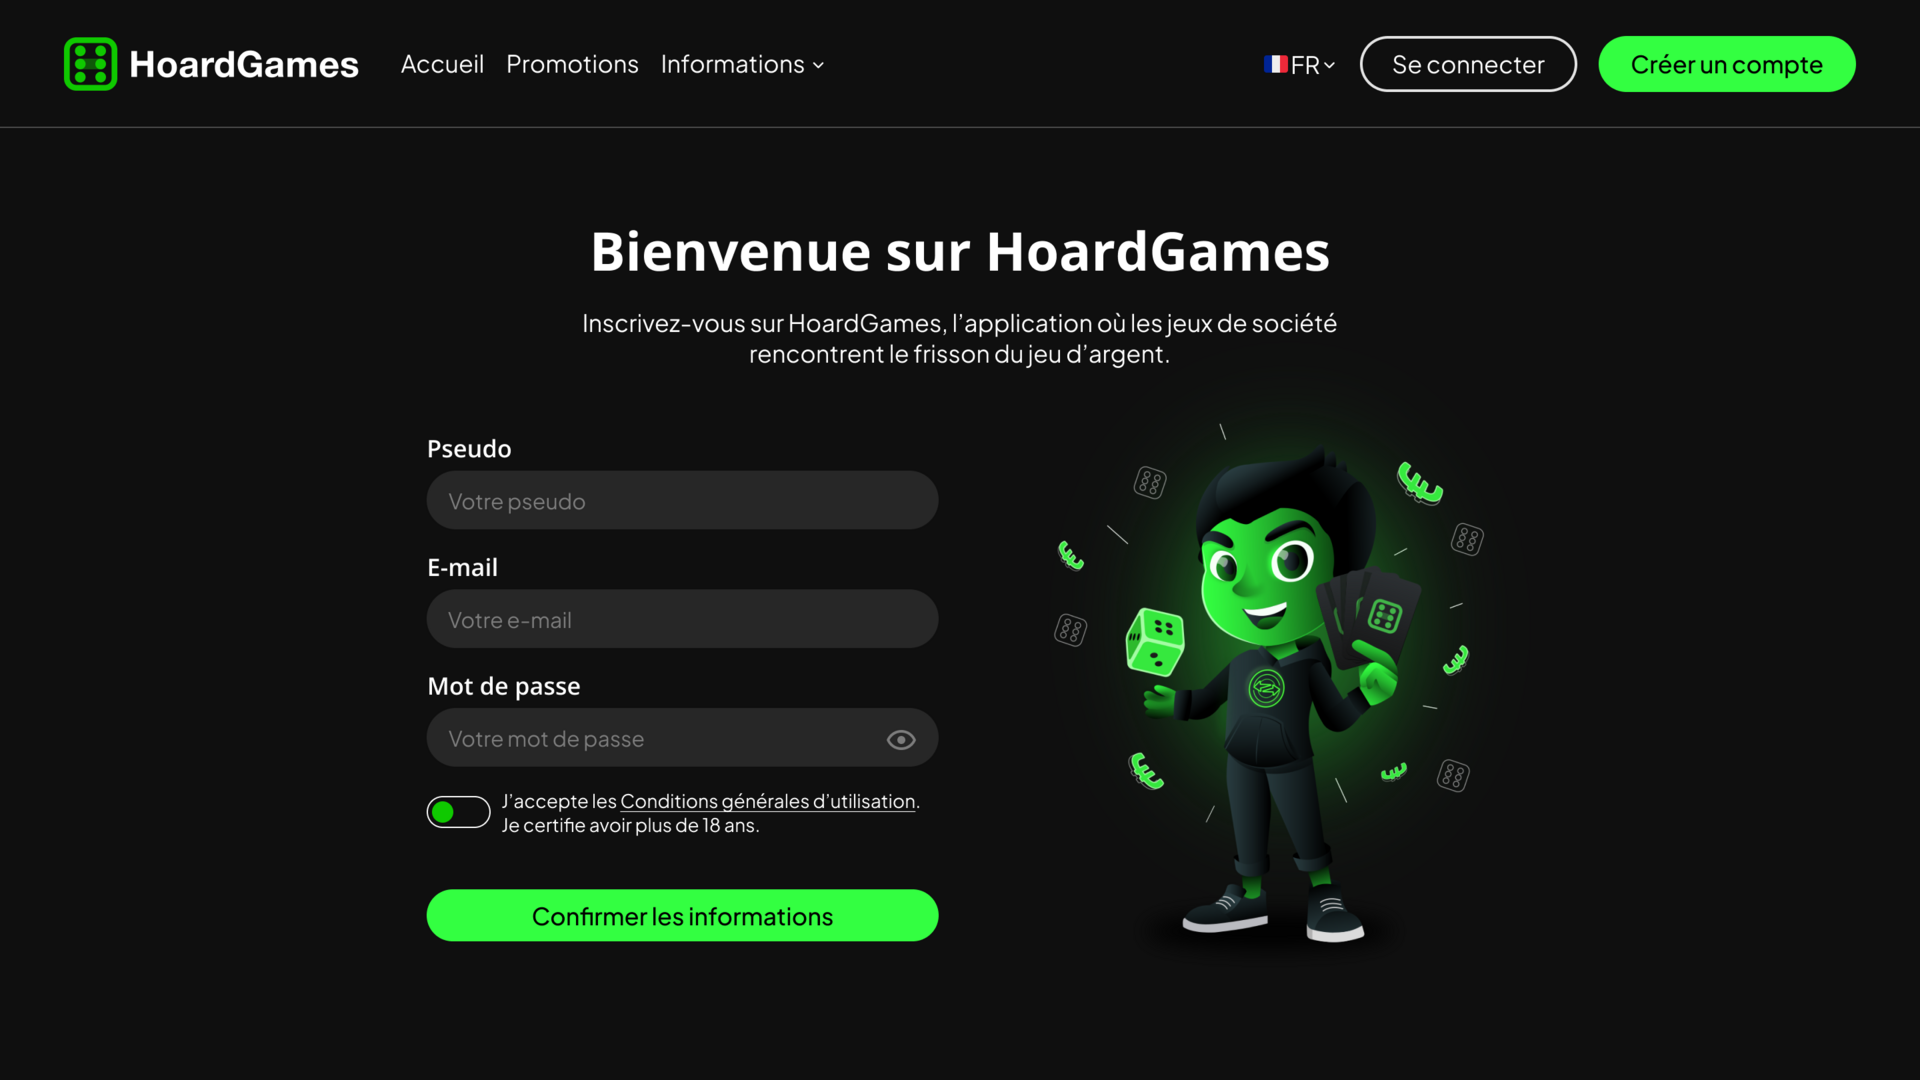 HoardGames
Accueil Promotions Informations
FR
Se connecter
Créer un compte
Bienvenue sur HoardGames
Inscrivez-vous sur HoardGames, l’application où les jeux de société
rencontrent le frisson du jeu d’argent.
Pseudo
Votre pseudo
E-mail
Votre e-mail
Mot de passe
Votre mot de passe
J’accepte les Conditions générales d’utilisation.
Je certifie avoir plus de 18 ans.
Confirmer les informations